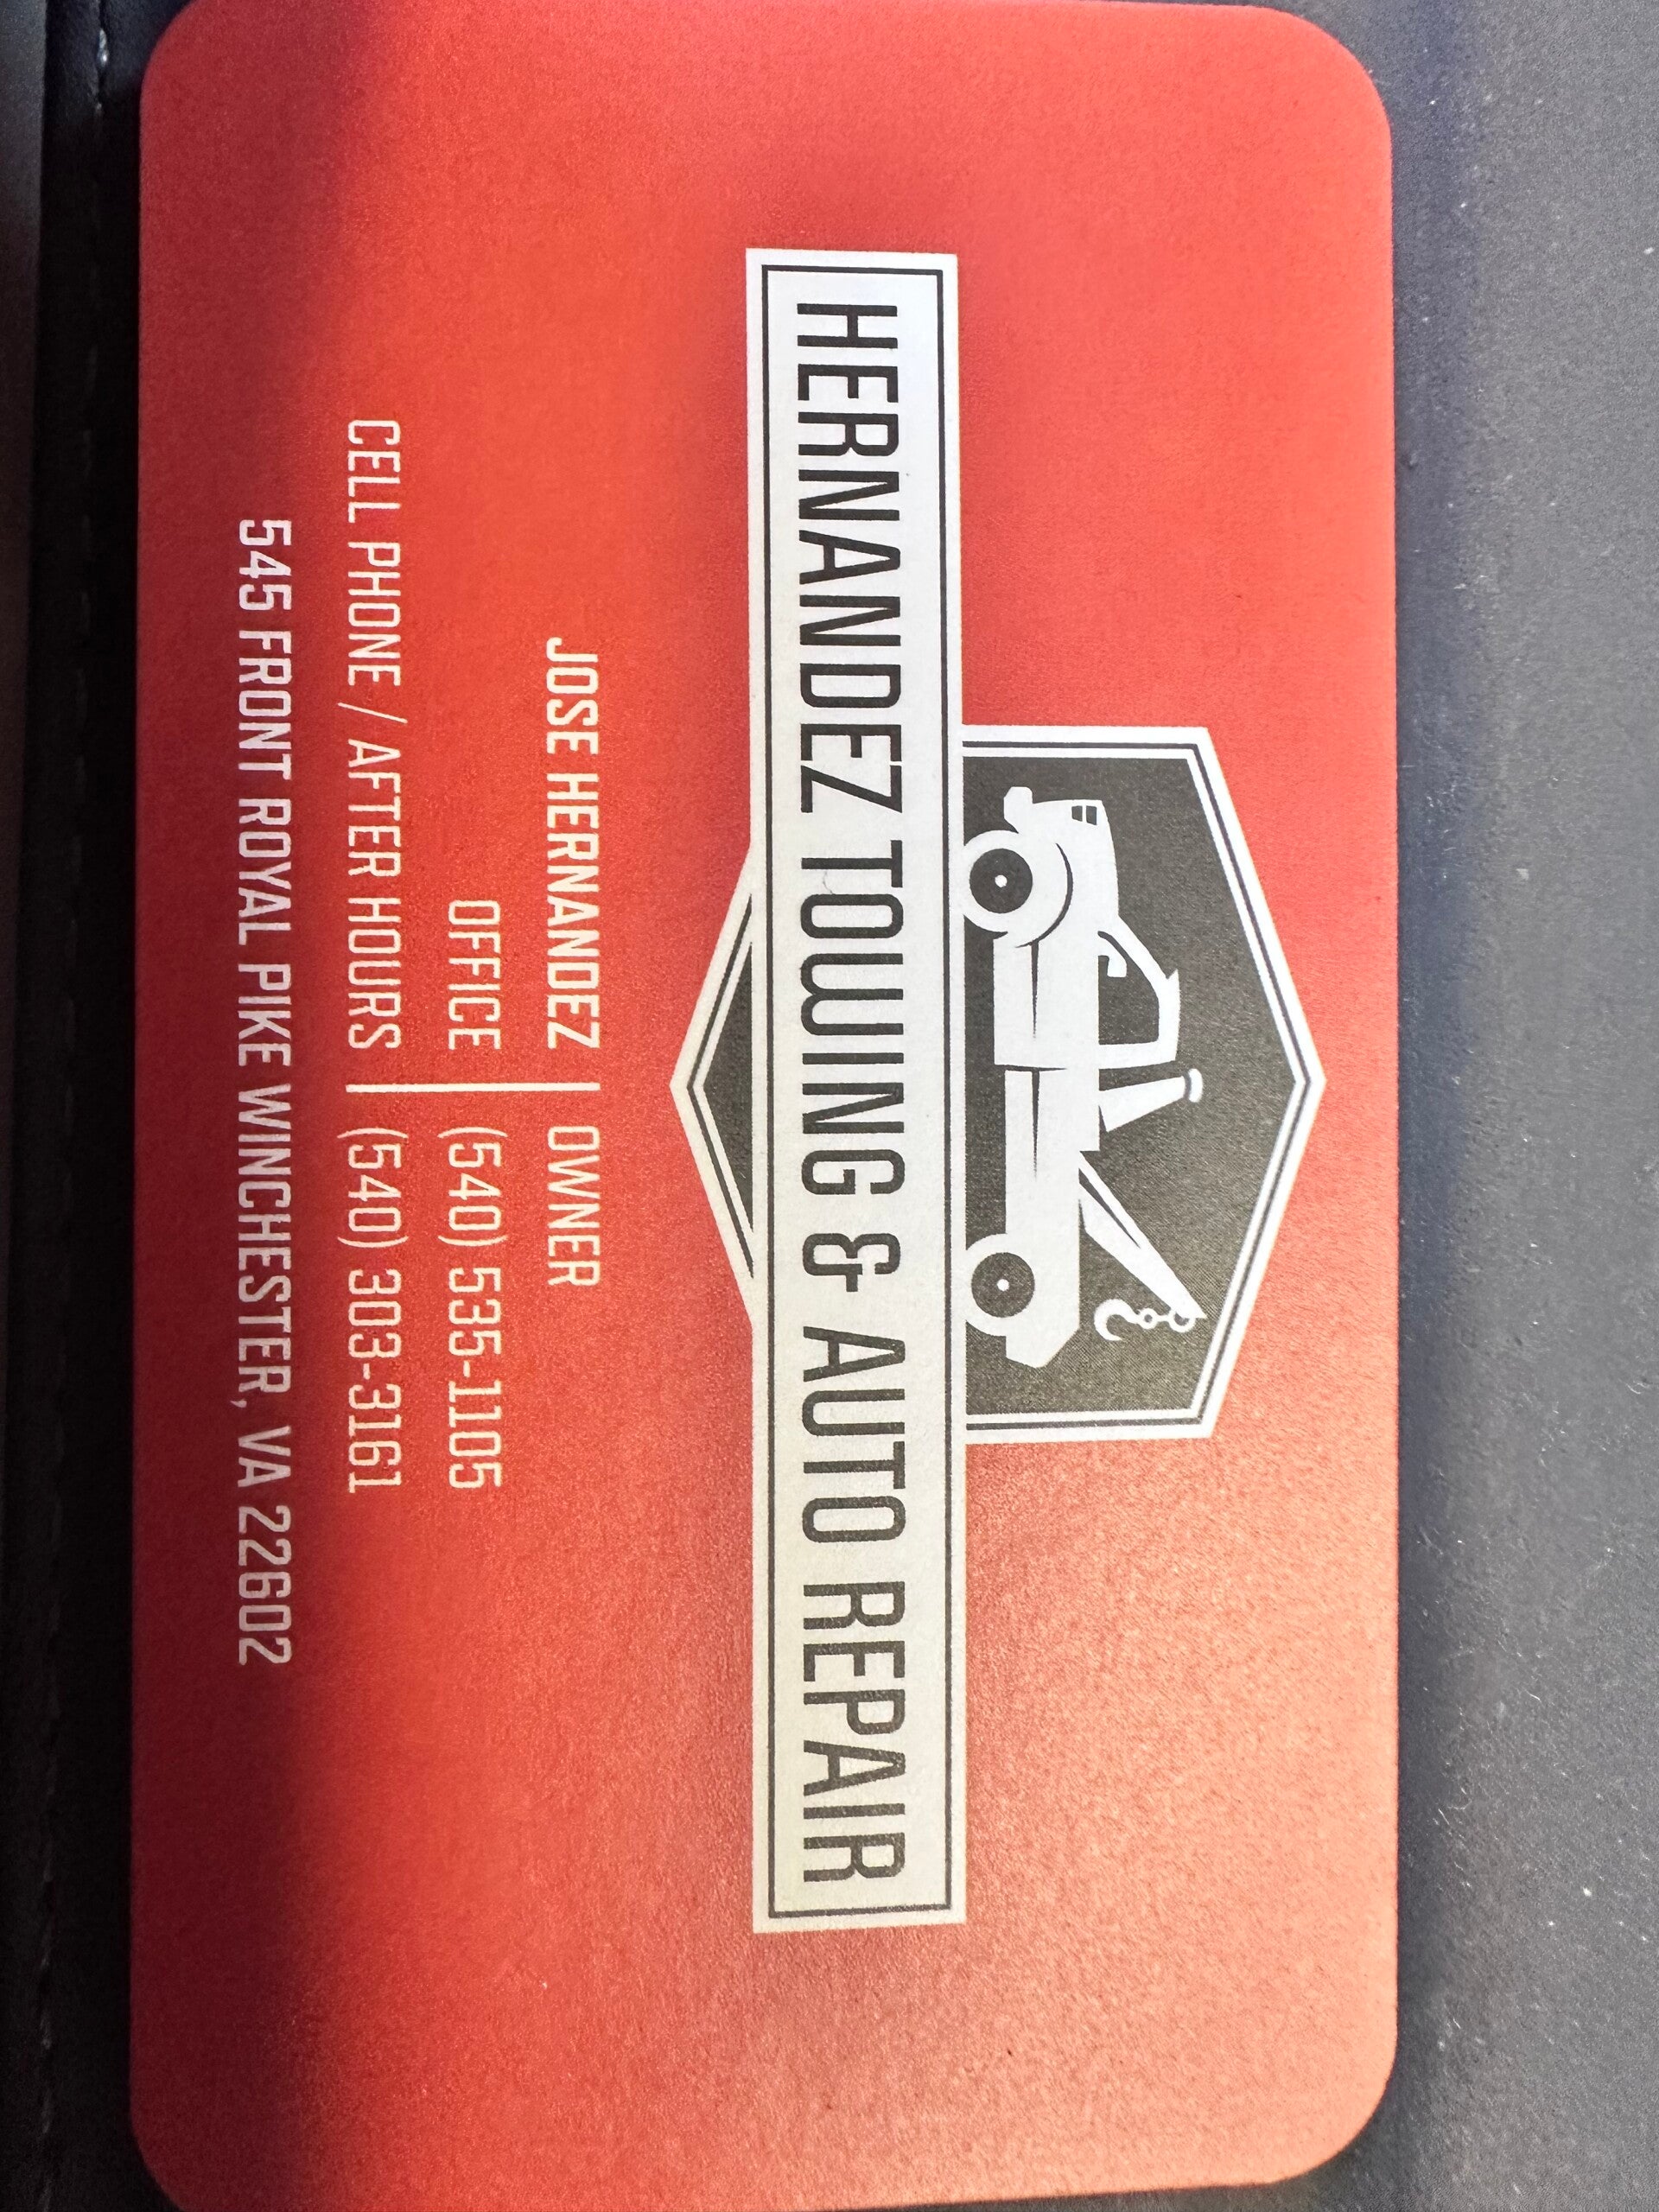 HERNANDEZ TOWING & AUTO REPAIR
JOSE HERNANDEZ | OWNER
OFFICE | (540) 535-1105
CELL PHONE / AFTER HOURS | (540) 303-3161
545 FRONT ROYAL PIKE WINCHESTER, VA 22602